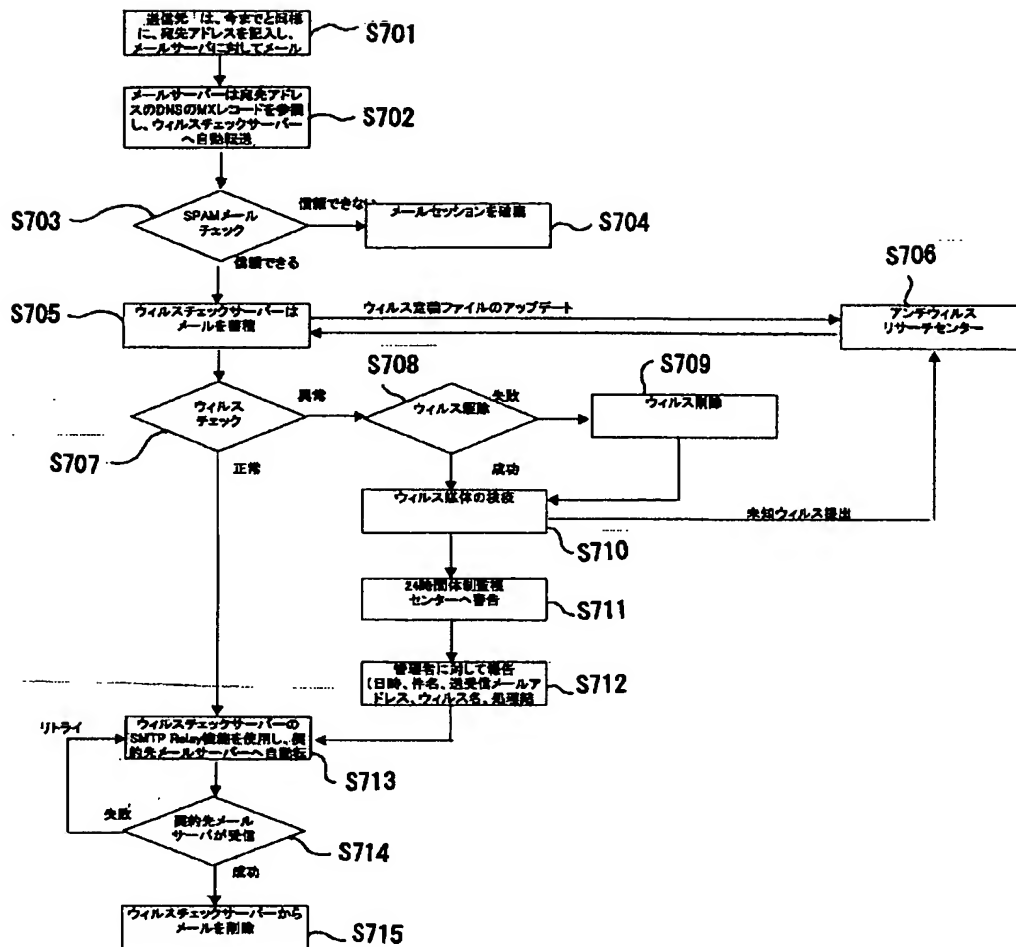 送信元は、今までと同様
に、宛先アドレスを記入し、
メールサーバに対してメール
S701
メールサーバーは宛先アドレ
スのDNSのMXレコードを参照
し、ウィルスチェックサーバー
へ自動転送
S702
S703
SPAMメール
チェック
信頼できない
メールセッションを破棄
S704
信頼できる
S705
ウィルスチェックサーバーは
メールを蓄積
ウィルス定義ファイルのアップデート
S706
アンチウィルス
リサーチセンター
S707
ウィルス
チェック
異常
S708
ウィルス駆除
失敗
S709
ウィルス削除
正常
成功
ウィルス媒体の検疫
未知ウィルス提出
S710
24時間体制監視
センターへ警告
S711
管理者に対して報告
(日時、件名、送受信メールア
ドレス、ウィルス名、処理結
S712
リトライ
ウィルスチェックサーバーの
SMTP Relay機能を使用し、契
約先メールサーバーへ自動転
S713
失敗
契約先メール
サーバが受信
S714
成功
ウィルスチェックサーバーから
メールを削除
S715